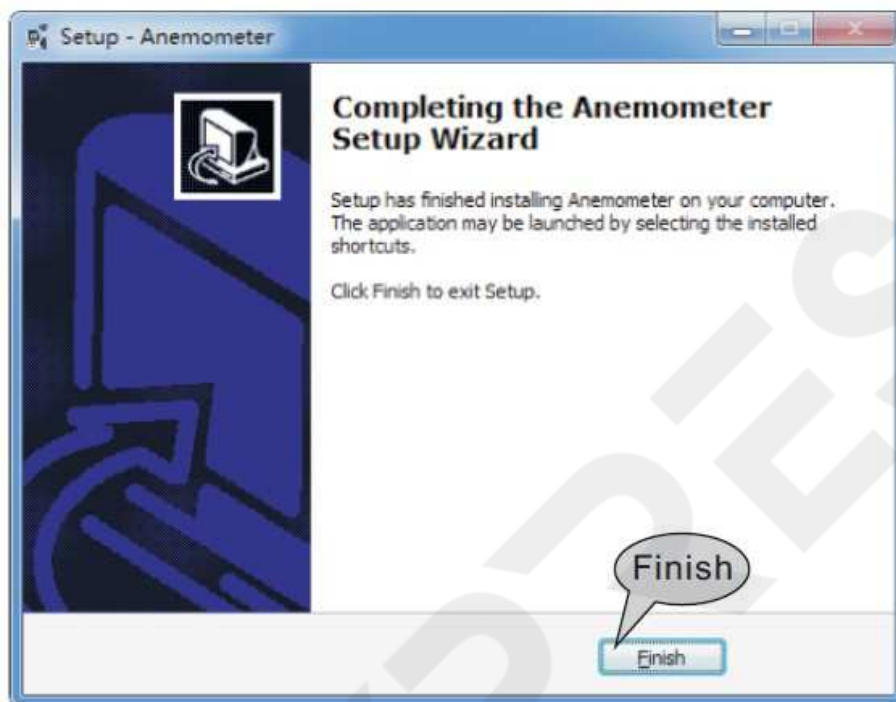 Setup - Anemometer
Completing the Anemometer
Setup Wizard
Setup has finished installing Anemometer on your computer.
The application may be launched by selecting the installed
shortcuts.
Click Finish to exit Setup.
Finish
Finish